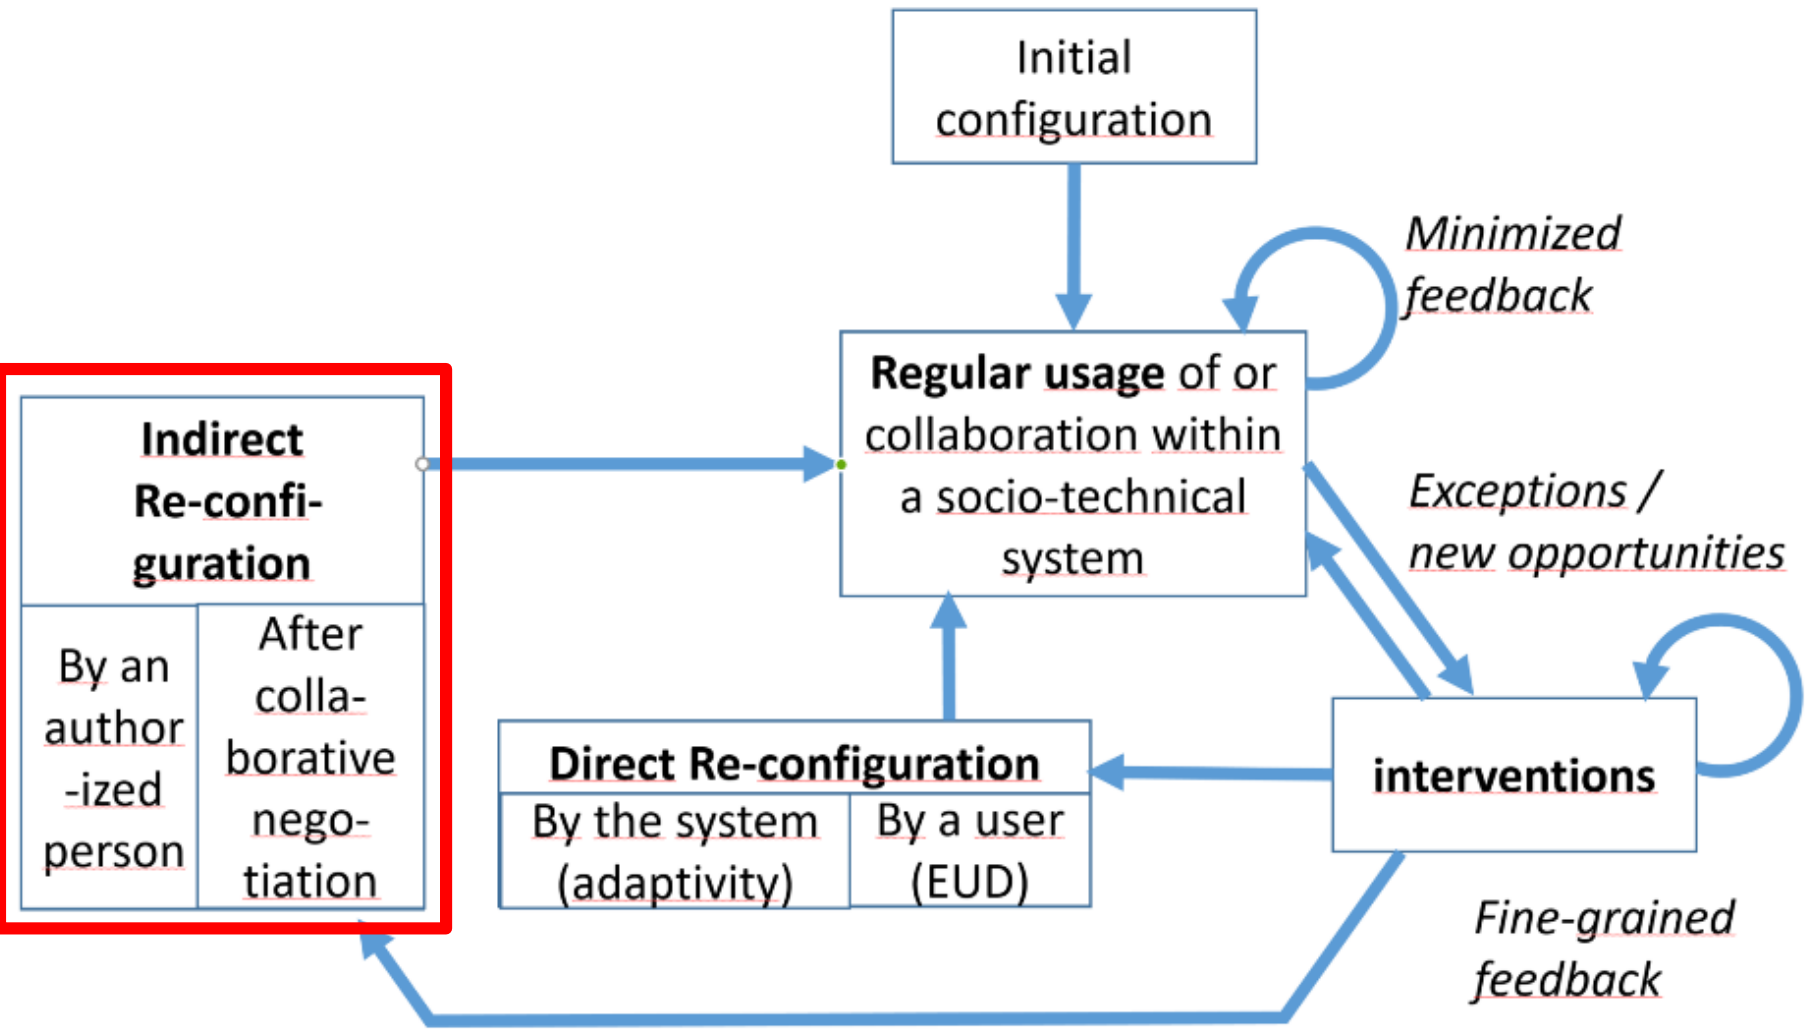 Initial
configuration
Minimized
feedback
Regular usage of or
collaboration within
a socio-technical
system
Exceptions /
new opportunities
Indirect
Re-confi-
guration
By an
author
-ized
person
After
colla-
borative
nego-
tiation
Direct Re-configuration
By the system
(adaptivity)
By a user
(EUD)
interventions
Fine-grained
feedback